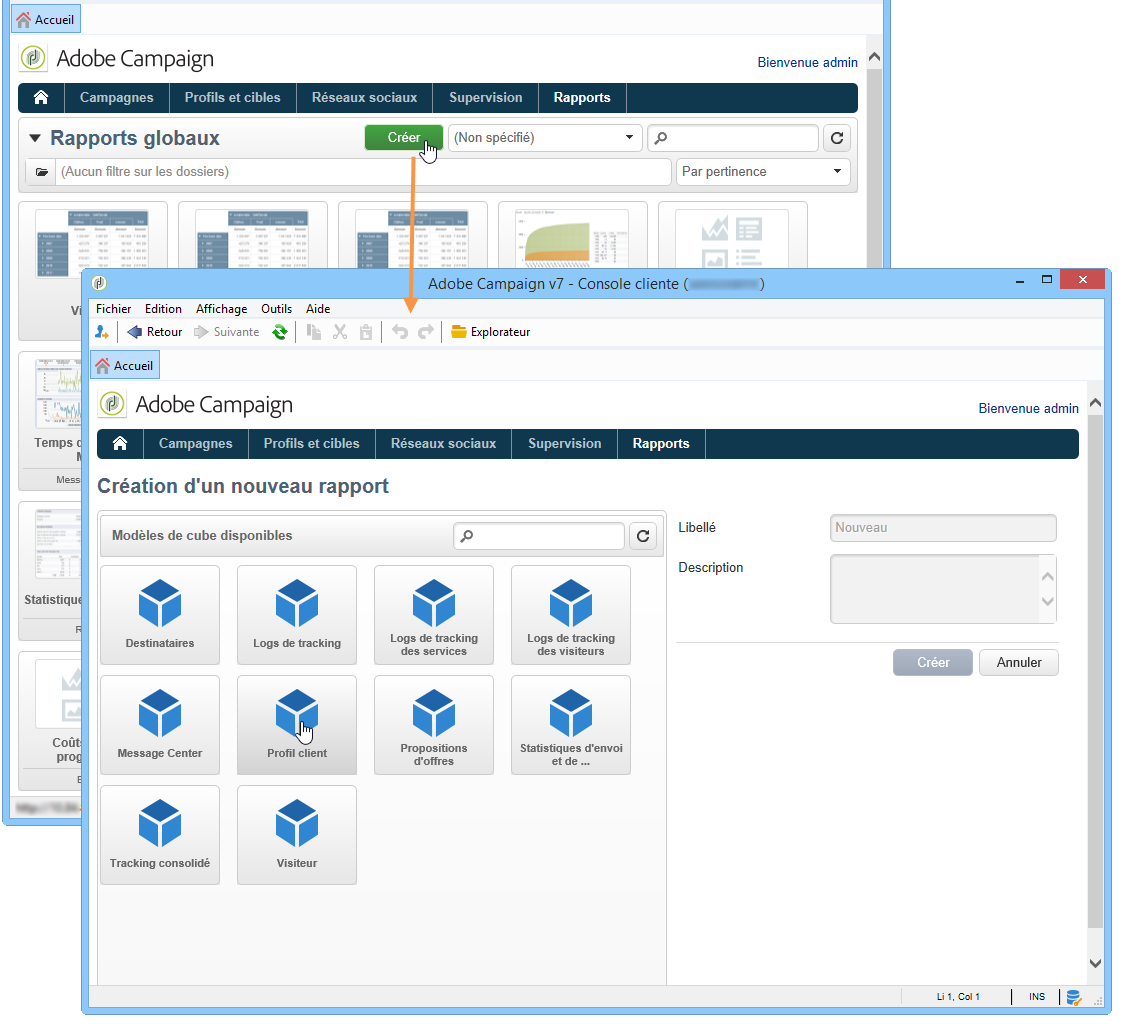 Accueil
Adobe Campaign
Bienvenue admin
Campagnes
Profils et cibles
Réseaux sociaux
Supervision
Rapports
Rapports globaux
Créer
(Non spécifié)
(Aucun filtre sur les dossiers)
Par pertinence
Temps d
Mess
Statistique
Coût
prog
Adobe Campaign v7 - Console cliente (
)
Fichier Edition Affichage Outils Aide
Retour Suivante Explorateur
Accueil
Adobe Campaign
Bienvenue admin
Campagnes
Profils et cibles
Réseaux sociaux
Supervision
Rapports
Création d'un nouveau rapport
Modèles de cube disponibles
Destinataires
Logs de tracking
Logs de tracking
des services
Logs de tracking
des visiteurs
Message Center
Profil client
Propositions
d'offres
Statistiques d'envoi
et de ...
Tracking consolidé
Visiteur
Libellé
Nouveau
Description
Créer
Annuler
Li 1, Col 1
INS